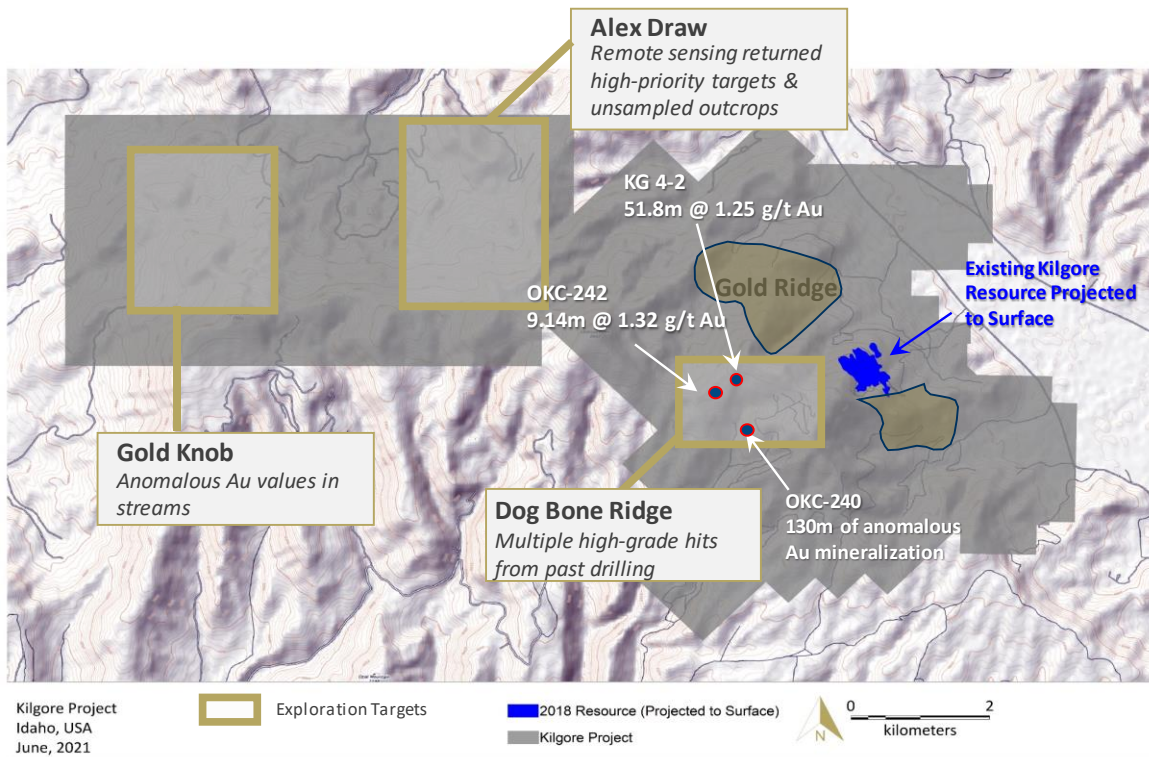 Alex Draw
Remote sensing returned
high-priority targets &
unsampled outcrops
KG 4-2
51.8m @ 1.25 g/t Au
Gold Ridge
Existing Kilgore
Resource Projected
to Surface
OKC-242
9.14m @ 1.32 g/t Au
Gold Knob
Anomalous Au values in
streams
Dog Bone Ridge
Multiple high-grade hits
from past drilling
OKC-240
130m of anomalous
Au mineralization
Kilgore Project
Idaho, USA
June, 2021
Exploration Targets
2018 Resource (Projected to Surface)
Kilgore Project
N
0 2
kilometers